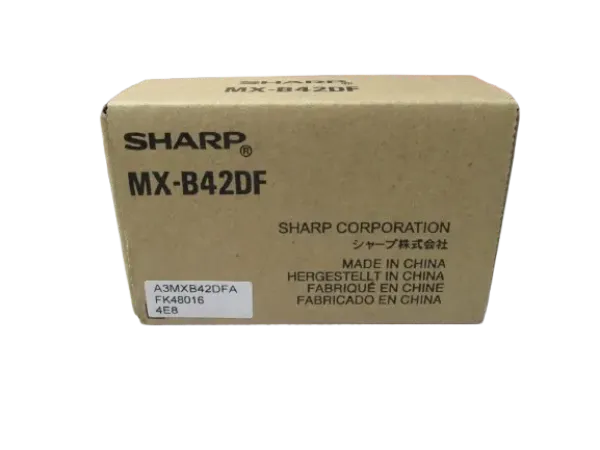 SHARP
MX-B42DF
SHARP®
MX-B42DF
SHARP CORPORATION
シャープ株式会社
MADE IN CHINA
HERGESTELLT IN CHINA
FABRIQUÉ EN CHINE
FABRICADO EN CHINA
A3MXB42DFA
FK48016
4E8